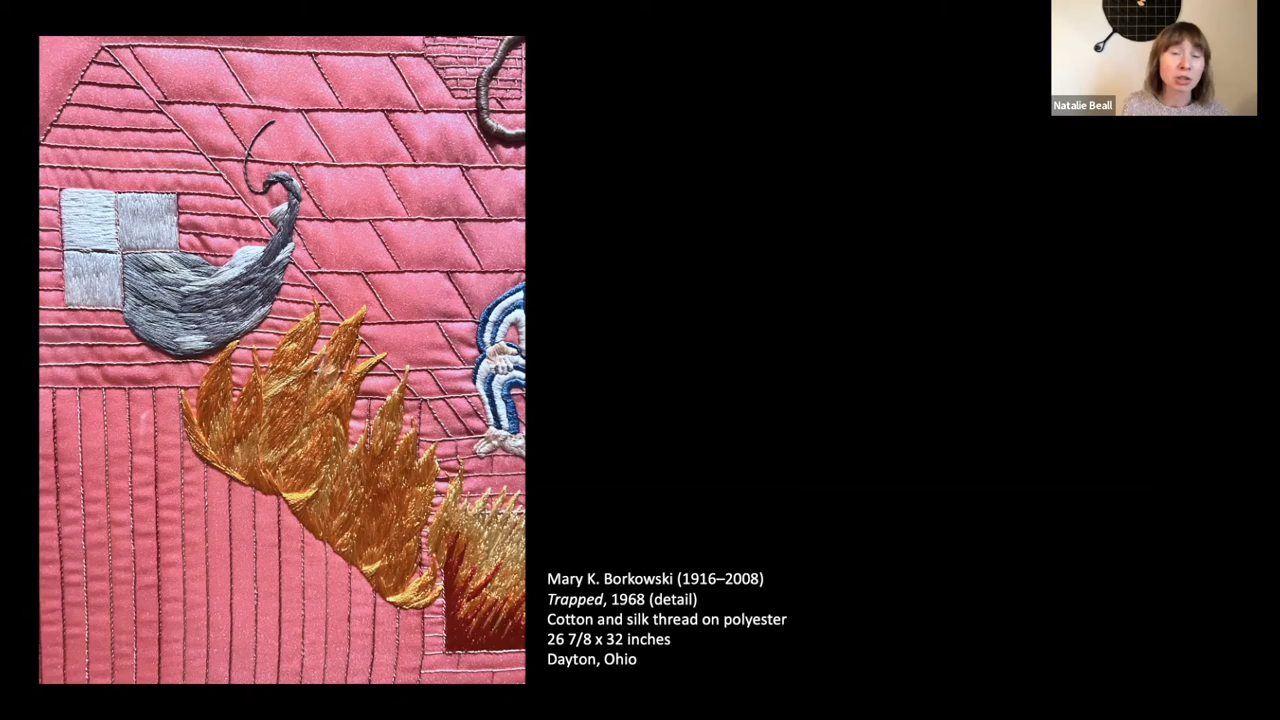 Natalie Beall
Mary K. Borkowski (1916–2008)
Trapped, 1968 (detail)
Cotton and silk thread on polyester
26 7/8 x 32 inches
Dayton, Ohio